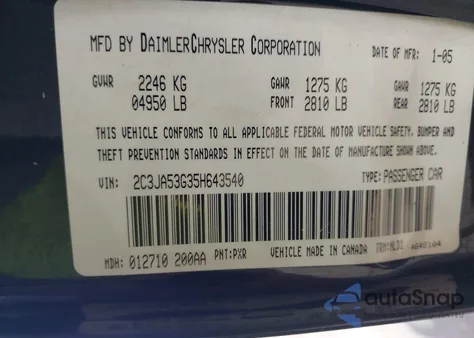 MFD BY DAIMLERCHRYSLER CORPORATION DATE OF MFR: 1-05
GVWR 2246 KG GAWR 1275 KG GAWR 1275 KG
04950 LB FRONT 2810 LB REAR 2810 LB
THIS VEHICLE CONFORMS TO ALL APPLICABLE FEDERAL MOTOR VEHICLE SAFETY, BUMPER AND
THEFT PREVENTION STANDARDS IN EFFECT ON THE DATE OF MANUFACTURE SHOWN ABOVE.
VIN: 2C3JA53G35H643540 TYPE: PASSENGER CAR
MDH: 012710 200AA PNT: PXR VEHICLE MADE IN CANADA TRM: MLD1
autoSnap